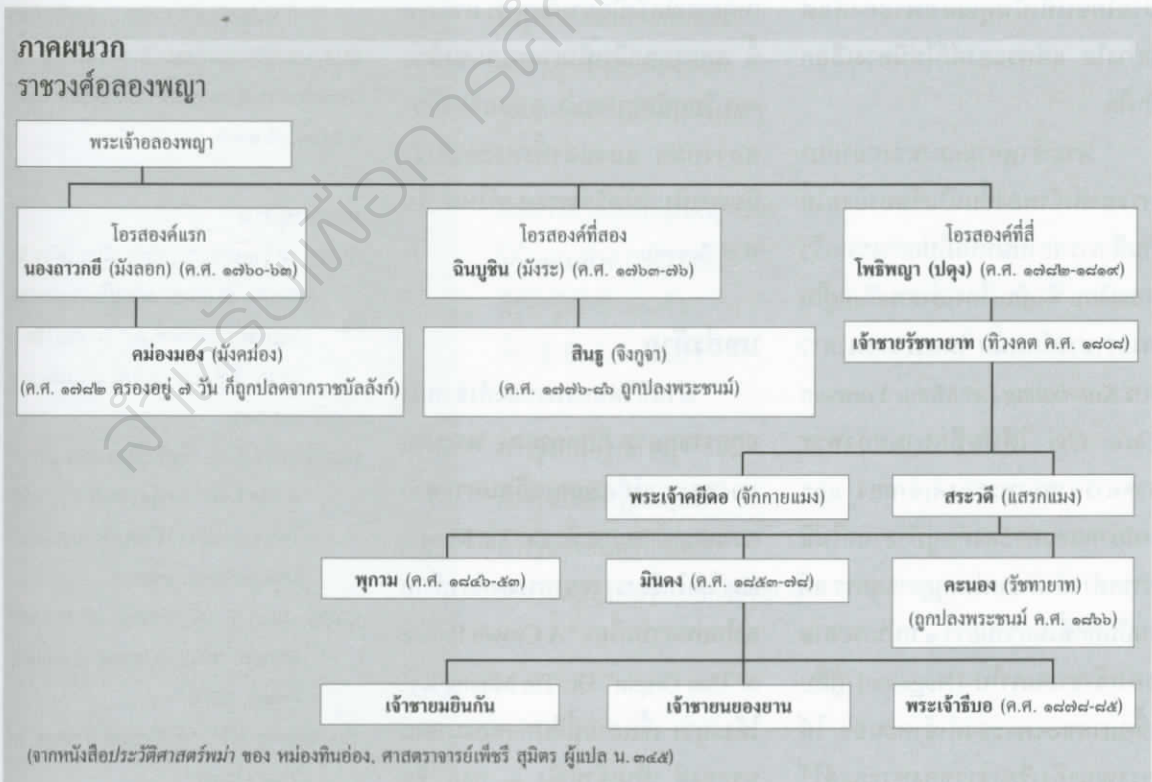 ภาคผนวก
ราชวงศ์อลองพญา
พระเจ้าอลองพญา
โอรสองค์แรก
นองลาวกยี (มังลอก) (ค.ศ. ๑๗๖๐-๖๓)
โอรสองค์ที่สอง
ฉินบูชิน (มังระ) (ค.ศ. ๑๗๖๓-๗๖)
โอรสองค์ที่สี่
โพธิพญา (ปดุง) (ค.ศ. ๑๗๘๒-๑๘๑๙)
คม่องมอง (มังคม่อง)
(ค.ศ. ๑๗๘๒ ครองอยู่ ๗ วัน ก็ถูกปลดจากราชบัลังก์)
สินธู (จิงกูจา)
(ค.ศ. ๑๗๗๖-๘๒ ถูกปลงพระชนม์)
เจ้าชายรัชทายาท (ทิวงคต ค.ศ. ๑๘๐๘)
พระเจ้าคยีดอ (จักกายแมง)
สระวดี (แสรกแมง)
พุกาม (ค.ศ. ๑๘๔๖-๕๓)
มินดง (ค.ศ. ๑๘๕๓-๗๘)
คะนอง (รัชทายาท)
(ถูกปลงพระชนม์ ค.ศ. ๑๘๖๖)
เจ้าชายมยินกัน
เจ้าชายนยองยาน
พระเจ้าธีบอ (ค.ศ. ๑๘๗๘-๘๕)
(จากหนังสือประวัติศาสตร์พม่า ของ หม่องทินอ่อง. ศาสตราจารย์เพ็ชรี สุมิตร ผู้แปล น. ๓๔๕)